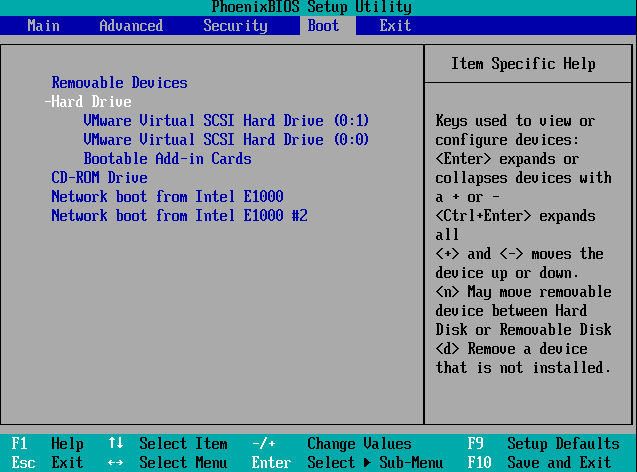 PhoenixBIOS Setup Utility
Main Advanced Security Boot Exit
Removable Devices
-Hard Drive
VMware Virtual SCSI Hard Drive (0:1)
VMware Virtual SCSI Hard Drive (0:0)
Bootable Add-in Cards
CD-ROM Drive
Network boot from Intel E1000
Network boot from Intel E1000 #2
Item Specific Help
Keys used to view or
configure devices:
<Enter> expands or
collapses devices with
a + or -
<Ctrl+Enter> expands
all
<+> and <-> moves the
device up or down.
<n> May move removable
device between Hard
Disk or Removable Disk
<d> Remove a device
that is not installed.
F1 Help ↑↓ Select Item -/+ Change Values F9 Setup Defaults
Esc Exit ↔ Select Menu Enter Select ▶ Sub-Menu F10 Save and Exit